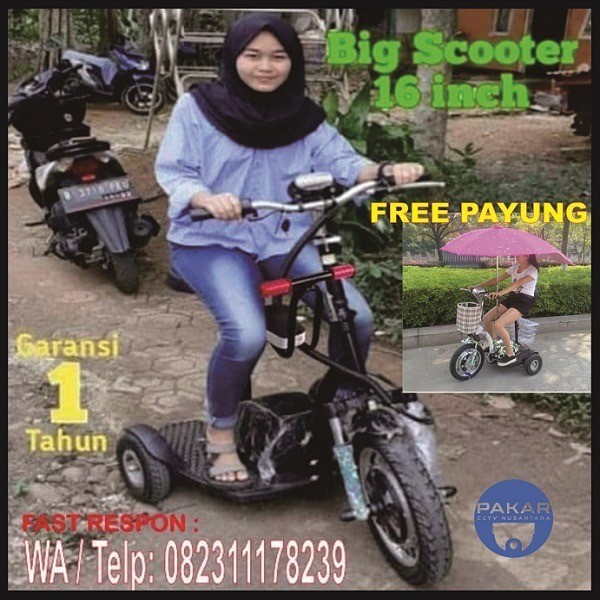 Big Scooter
16 inch
FREE PAYUNG
Garansi
1
Tahun
PAKAR
CCTV NUSANTARA
FAST RESPON :
WA / Telp: 082311178239